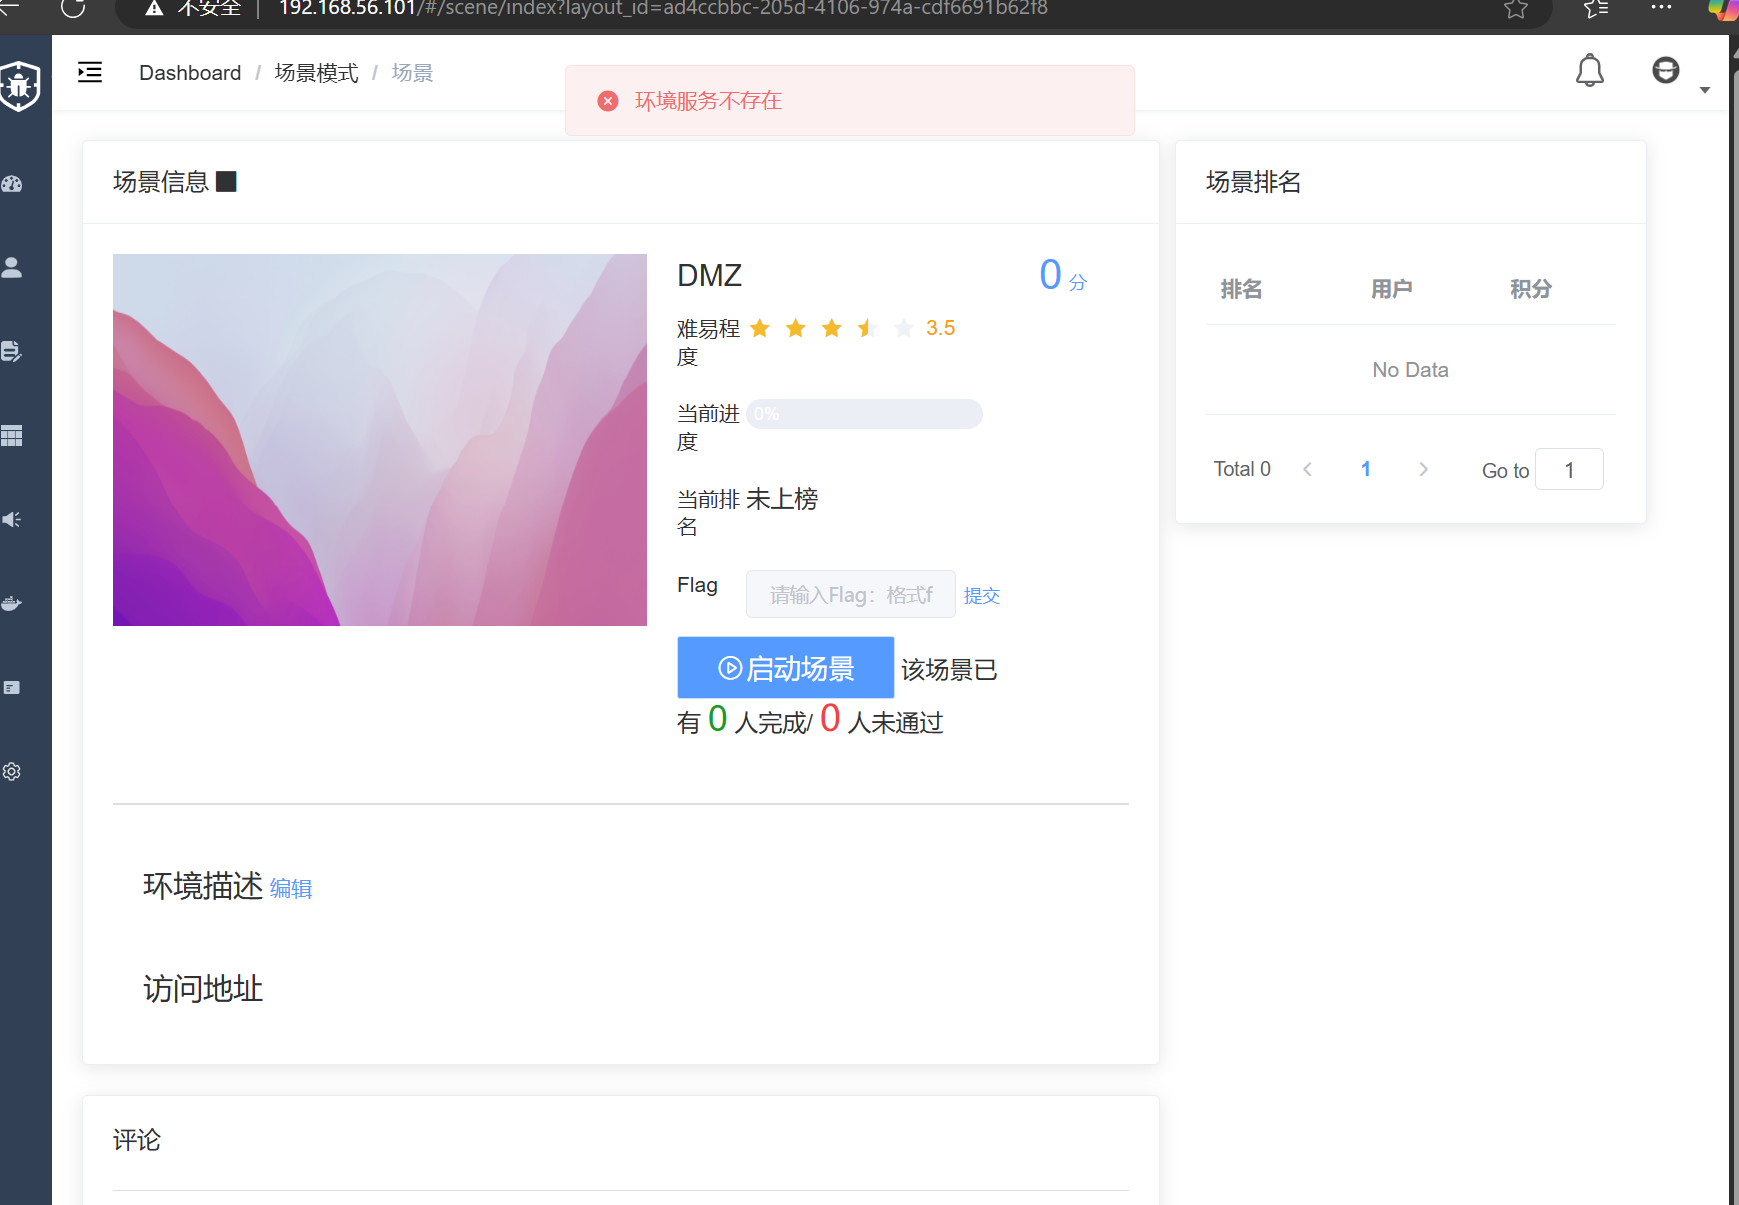 不安全 | 192.168.56.101/#/scene/index?layout_id=ad4ccbbc-205d-4106-974a-cdf6691b62f8
Dashboard / 场景模式 / 场景
环境服务不存在
场景信息
DMZ
0 分
难易程度
3.5
当前进度
0%
当前排名
未上榜
Flag
请输入Flag：格式f
提交
启动场景 该场景已
有 0 人完成/ 0 人未通过
环境描述 编辑
访问地址
评论
场景排名
排名 用户 积分
No Data
Total 0 1 Go to 1